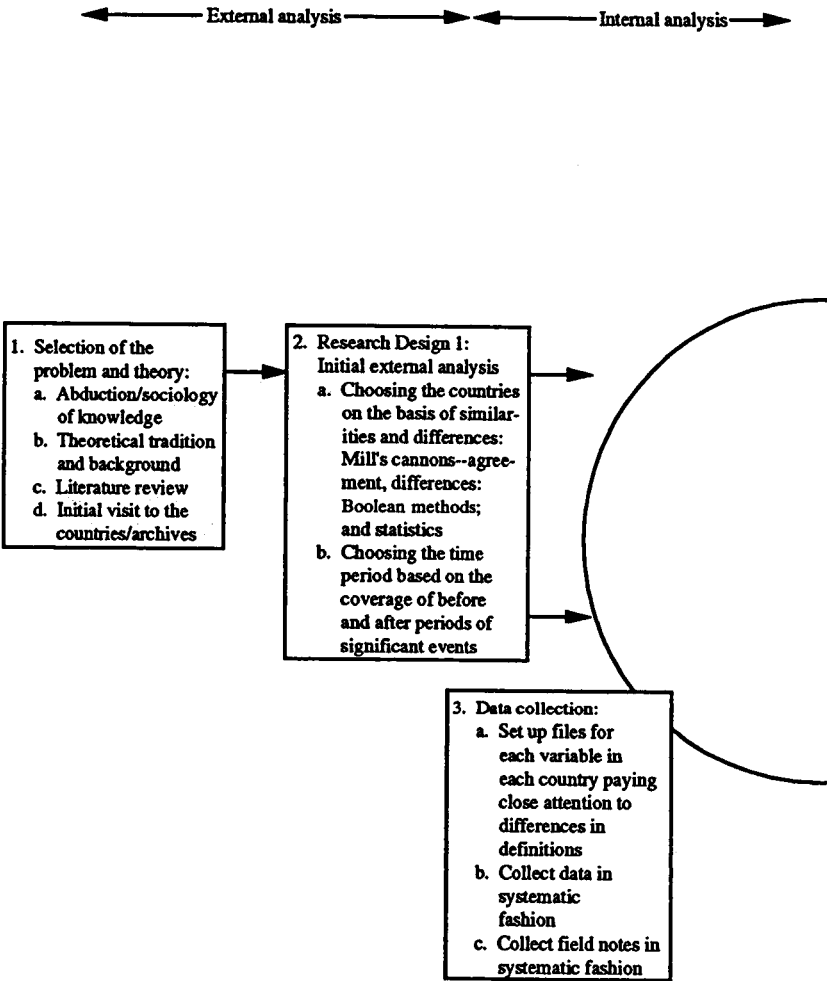 External analysis
Internal analysis
1. Selection of the
problem and theory:
a. Abduction/sociology
of knowledge
b. Theoretical tradition
and background
c. Literature review
d. Initial visit to the
countries/archives
2. Research Design 1:
Initial external analysis
a. Choosing the countries
on the basis of similar-
ities and differences:
Mill's cannons--agree-
ment, differences:
Boolean methods;
and statistics
b. Choosing the time
period based on the
coverage of before
and after periods of
significant events
3. Data collection:
a. Set up files for
each variable in
each country paying
close attention to
differences in
definitions
b. Collect data in
systematic
fashion
c. Collect field notes in
systematic fashion